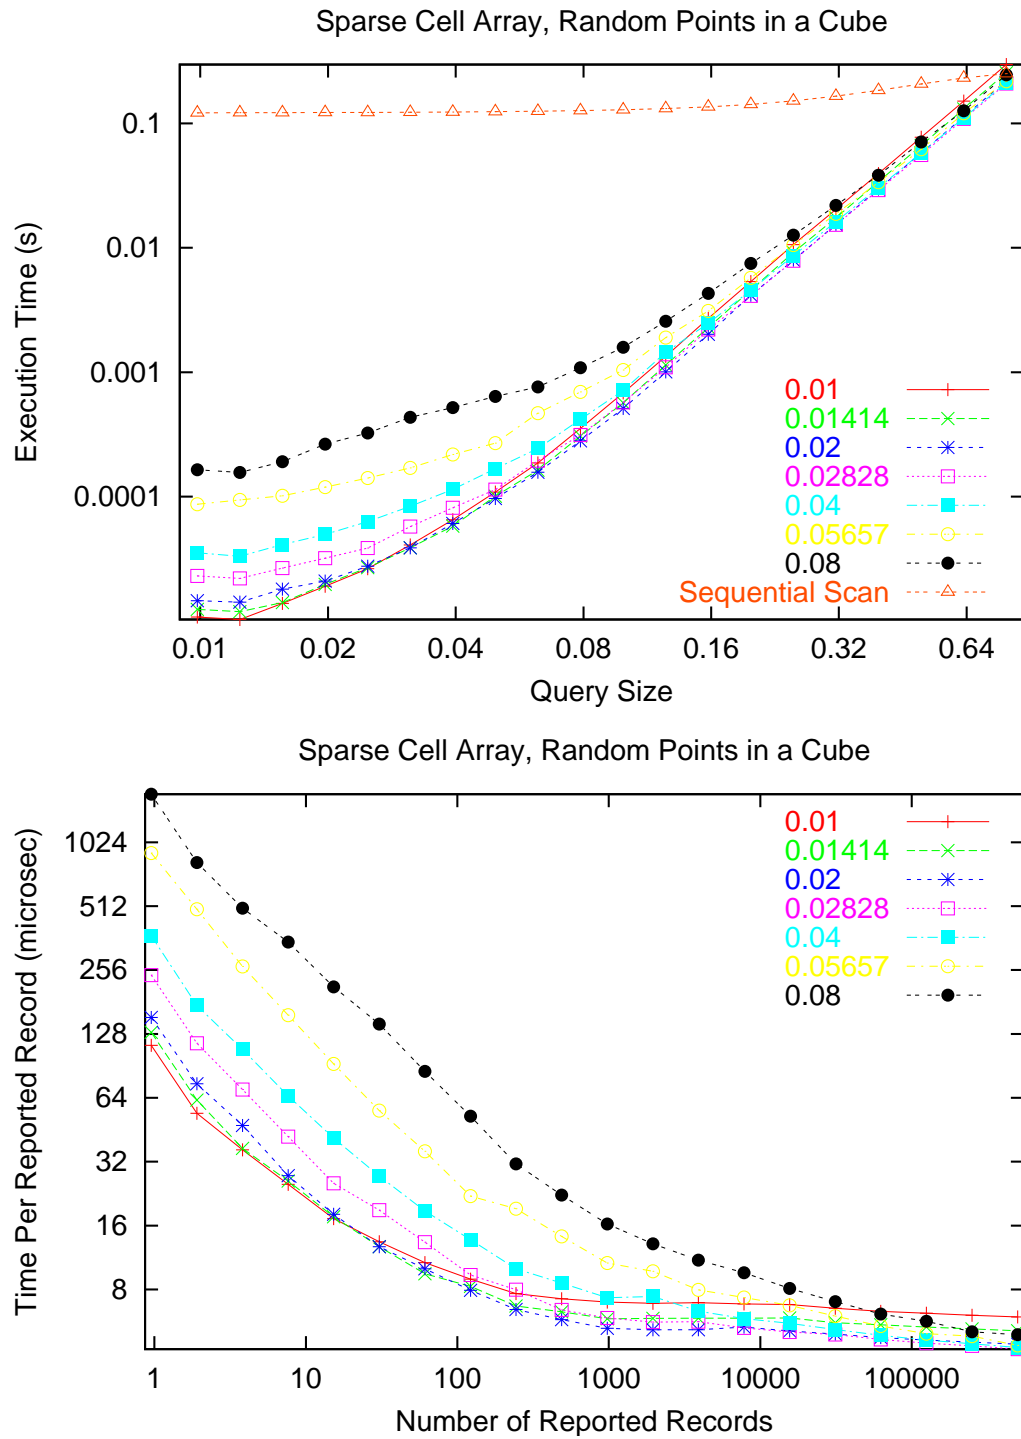 Sparse Cell Array, Random Points in a Cube
Execution Time (s)
0.1
0.01
0.001
0.0001
0.01
0.01414
0.02
0.02828
0.04
0.05657
0.08
Sequential Scan
0.01 0.02 0.04 0.08 0.16 0.32 0.64
Query Size
Sparse Cell Array, Random Points in a Cube
Time Per Reported Record (microsec)
1024
512
256
128
64
32
16
8
0.01
0.01414
0.02
0.02828
0.04
0.05657
0.08
1 10 100 1000 10000 100000
Number of Reported Records